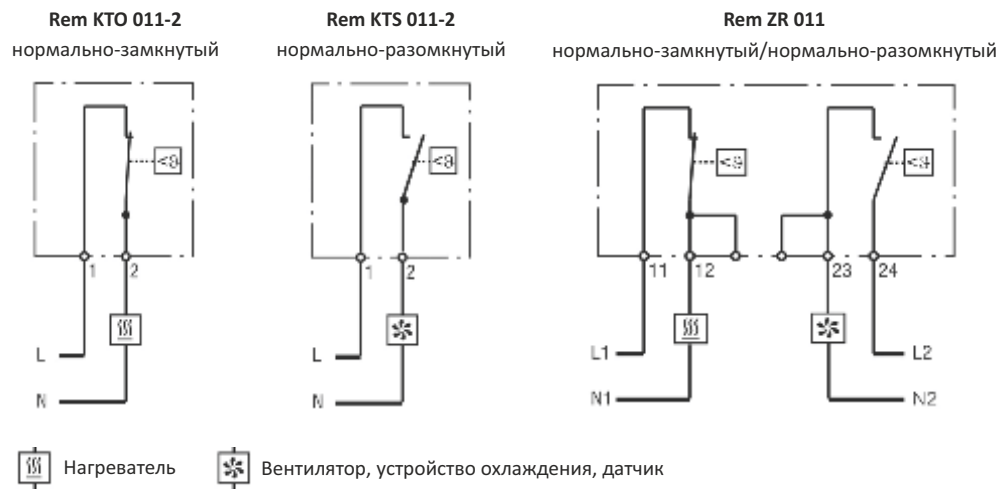 Rem KTO 011-2
нормально-замкнутый
Rem KTS 011-2
нормально-разомкнутый
Rem ZR 011
нормально-замкнутый/нормально-разомкнутый
<ϑ
<ϑ
<ϑ
<ϑ
1 2
1 2
11 12 23 24
L
N
L
N
L1
N1
L2
N2
Нагреватель
Вентилятор, устройство охлаждения, датчик